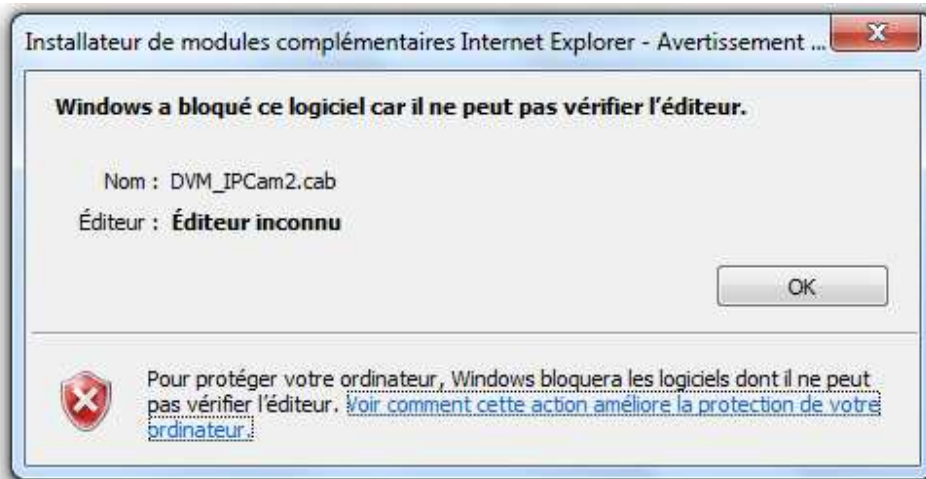 Installateur de modules complémentaires Internet Explorer - Avertissement ...
Windows a bloqué ce logiciel car il ne peut pas vérifier l'éditeur.
Nom : DVM_IPCam2.cab
Éditeur : Éditeur inconnu
OK
Pour protéger votre ordinateur, Windows bloquera les logiciels dont il ne peut
pas vérifier l'éditeur. Voir comment cette action améliore la protection de votre
ordinateur.